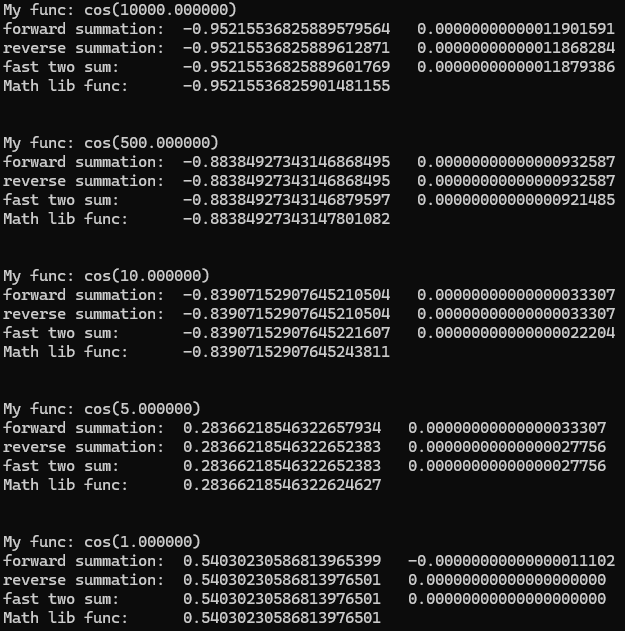 My func: cos(10000.000000)
forward summation:  -0.95215536825889579564   0.00000000000011901591
reverse summation:  -0.95215536825889612871   0.00000000000011868284
fast two sum:       -0.95215536825889601769   0.00000000000011879386
Math lib func:      -0.95215536825901481155
My func: cos(500.000000)
forward summation:  -0.88384927343146868495   0.00000000000000932587
reverse summation:  -0.88384927343146868495   0.00000000000000932587
fast two sum:       -0.88384927343146879597   0.00000000000000921485
Math lib func:      -0.88384927343147801082
My func: cos(10.000000)
forward summation:  -0.83907152907645210504   0.00000000000000033307
reverse summation:  -0.83907152907645210504   0.00000000000000033307
fast two sum:       -0.83907152907645221607   0.00000000000000022204
Math lib func:      -0.83907152907645243811
My func: cos(5.000000)
forward summation:  0.28366218546322657934   0.00000000000000033307
reverse summation:  0.28366218546322652383   0.00000000000000027756
fast two sum:       0.28366218546322652383   0.00000000000000027756
Math lib func:      0.28366218546322624627
My func: cos(1.000000)
forward summation:  0.54030230586813965399   -0.00000000000000011102
reverse summation:  0.54030230586813976501   0.00000000000000000000
fast two sum:       0.54030230586813976501   0.00000000000000000000
Math lib func:      0.54030230586813976501